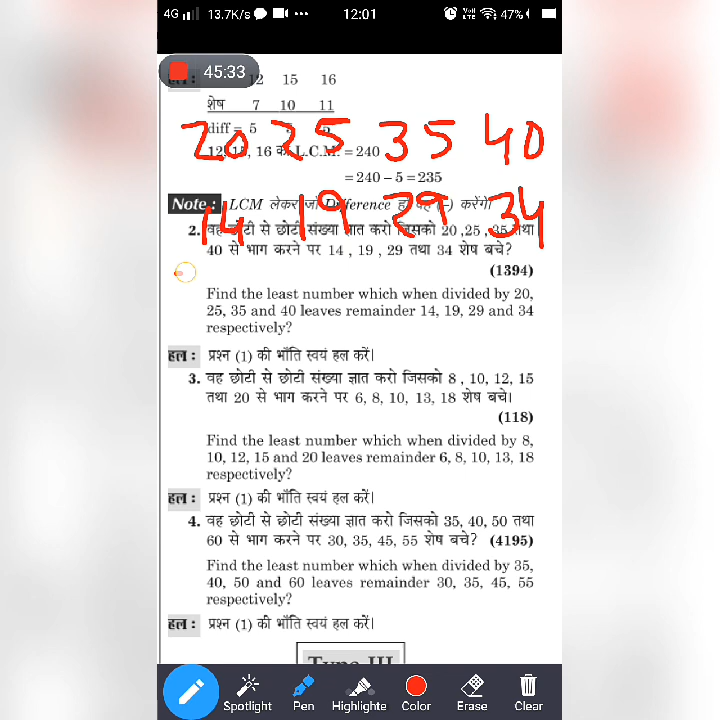 4G 13.7K/s ••• 12:01 Vo) LTE 47%
45:33
हल : 12 15 16
शेष 7 10 11
diff = 5 5
20 25 35 40
12, 15, 16 का L.C.M. = 240
= 240 – 5 = 235
Note : LCM लेकर जो Difference हो वह (–) करेंगे।
14 19 29 34
2. वह छोटी से छोटी संख्या ज्ञात करो जिसको 20 ,25 , 35 तथा
40 से भाग करने पर 14 , 19 , 29 तथा 34 शेष बचे?
(1394)
Find the least number which when divided by 20,
25, 35 and 40 leaves remainder 14, 19, 29 and 34
respectively?
हल : प्रश्न (1) की भाँति स्वयं हल करें।
3. वह छोटी से छोटी संख्या ज्ञात करो जिसको 8 , 10, 12, 15
तथा 20 से भाग करने पर 6, 8, 10, 13, 18 शेष बचे।
(118)
Find the least number which when divided by 8,
10, 12, 15 and 20 leaves remainder 6, 8, 10, 13, 18
respectively?
हल : प्रश्न (1) की भाँति स्वयं हल करें।
4. वह छोटी से छोटी संख्या ज्ञात करो जिसको 35, 40, 50 तथा
60 से भाग करने पर 30, 35, 45, 55 शेष बचे? (4195)
Find the least number which when divided by 35,
40, 50 and 60 leaves remainder 30, 35, 45, 55
respectively?
हल : प्रश्न (1) की भाँति स्वयं हल करें।
Type III
Spotlight Pen Highlighte Color Erase Clear